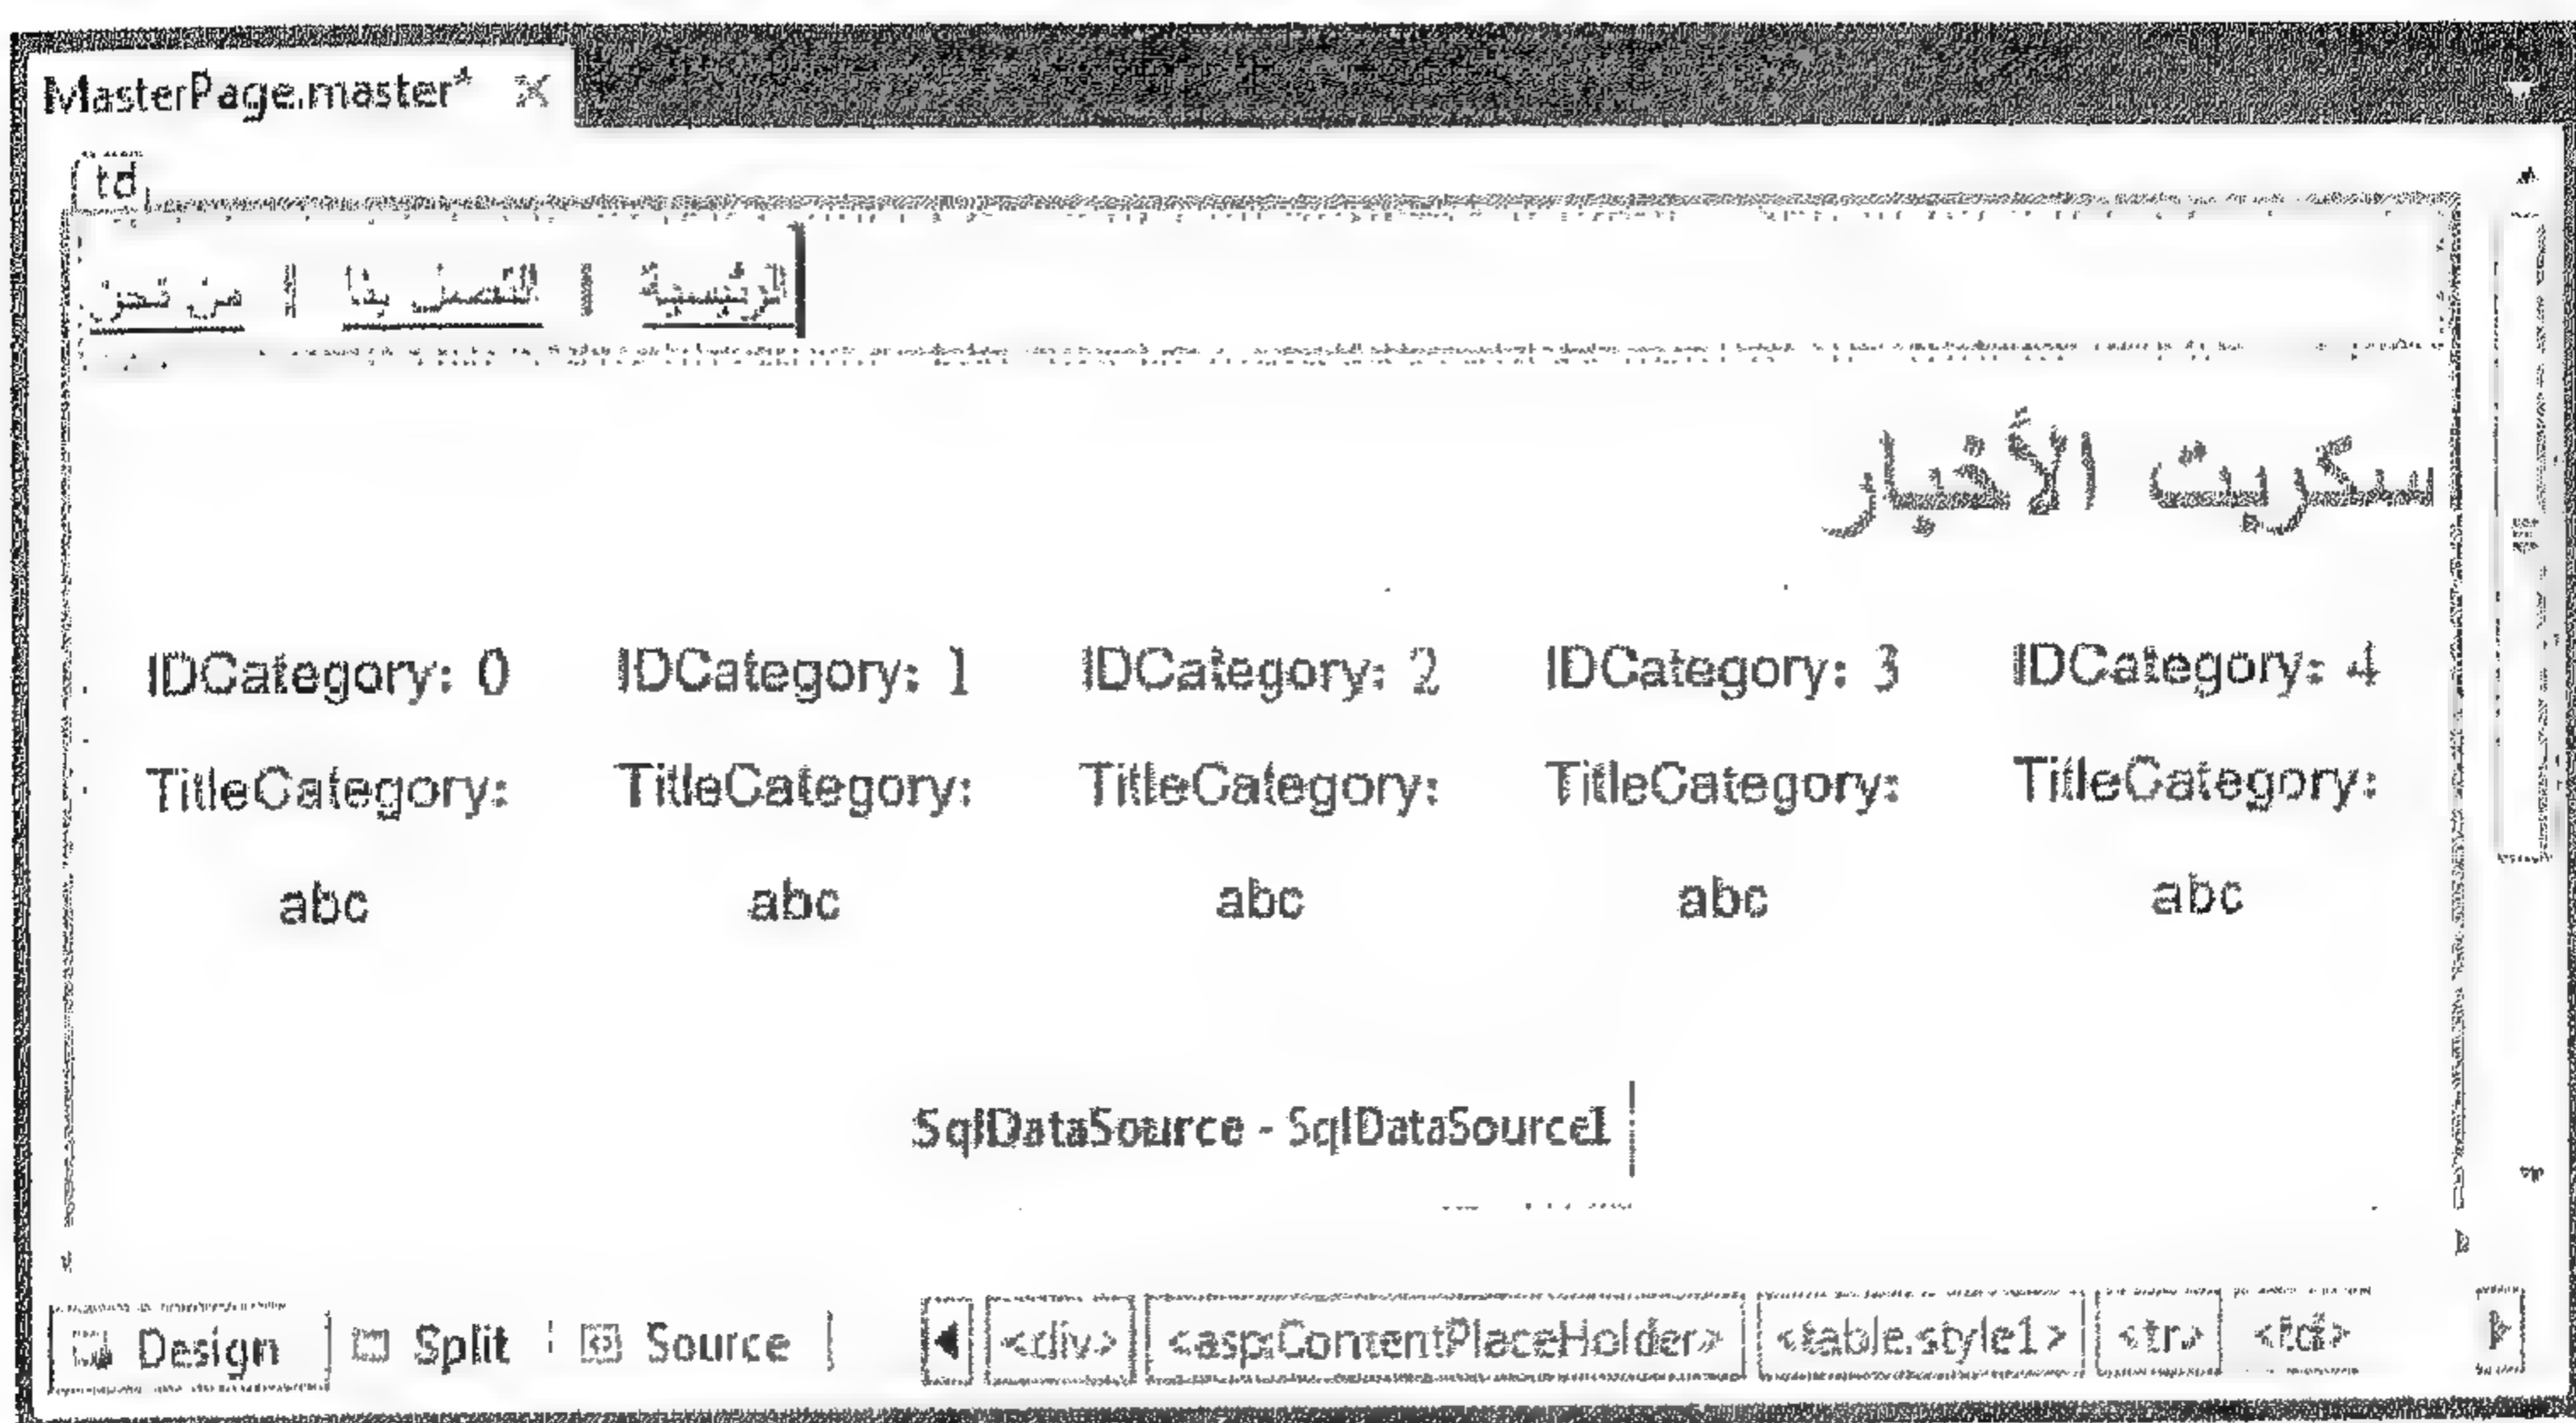 MasterPage.master* ×
td
الرئيسية | اتصل بنا | من نحن
سكريبت الأخبار
IDCategory: 0 IDCategory: 1 IDCategory: 2 IDCategory: 3 IDCategory: 4
TitleCategory: TitleCategory: TitleCategory: TitleCategory: TitleCategory:
abc abc abc abc abc
SqlDataSource - SqlDataSource1
Design Split Source <div> <asp:ContentPlaceHolder> <table.style1> <tr> <td>